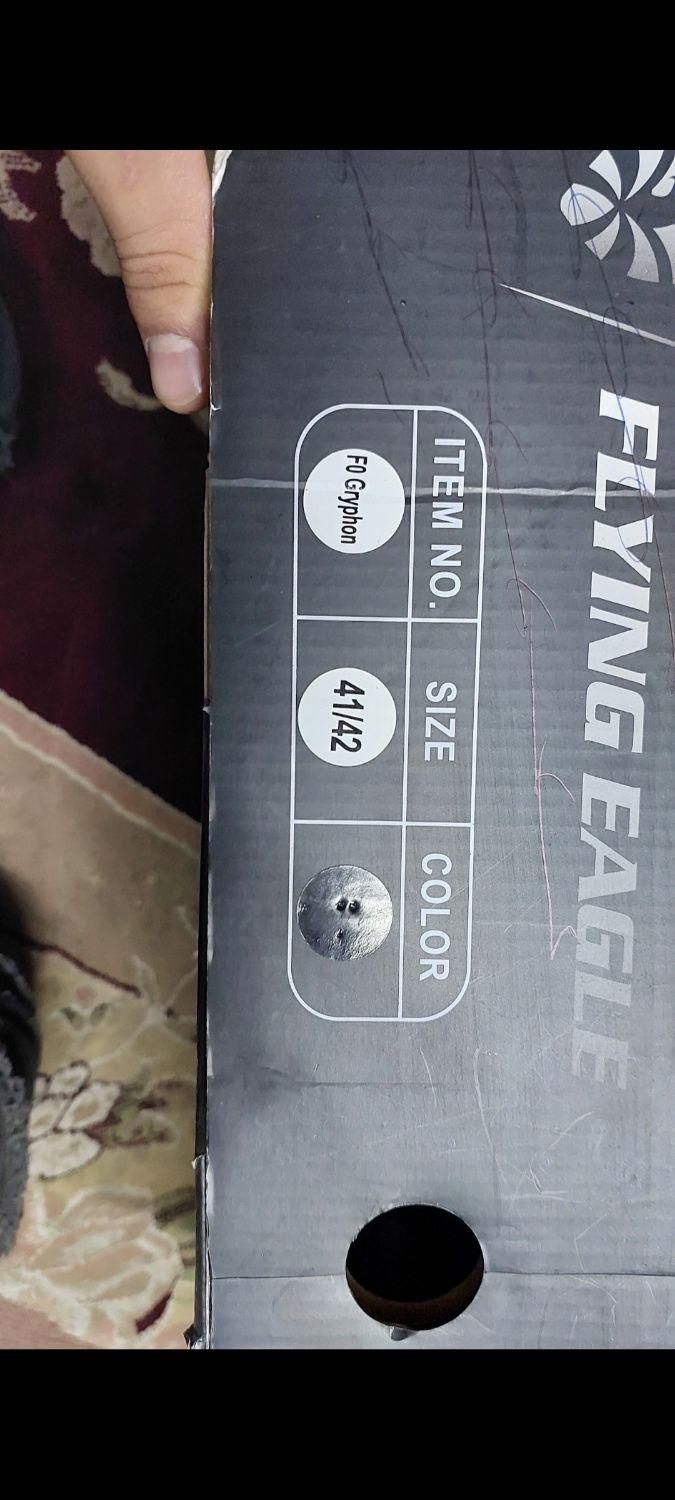 FLYING EAGLE
ITEM NO. SIZE COLOR
F0 Gryphon 41/42